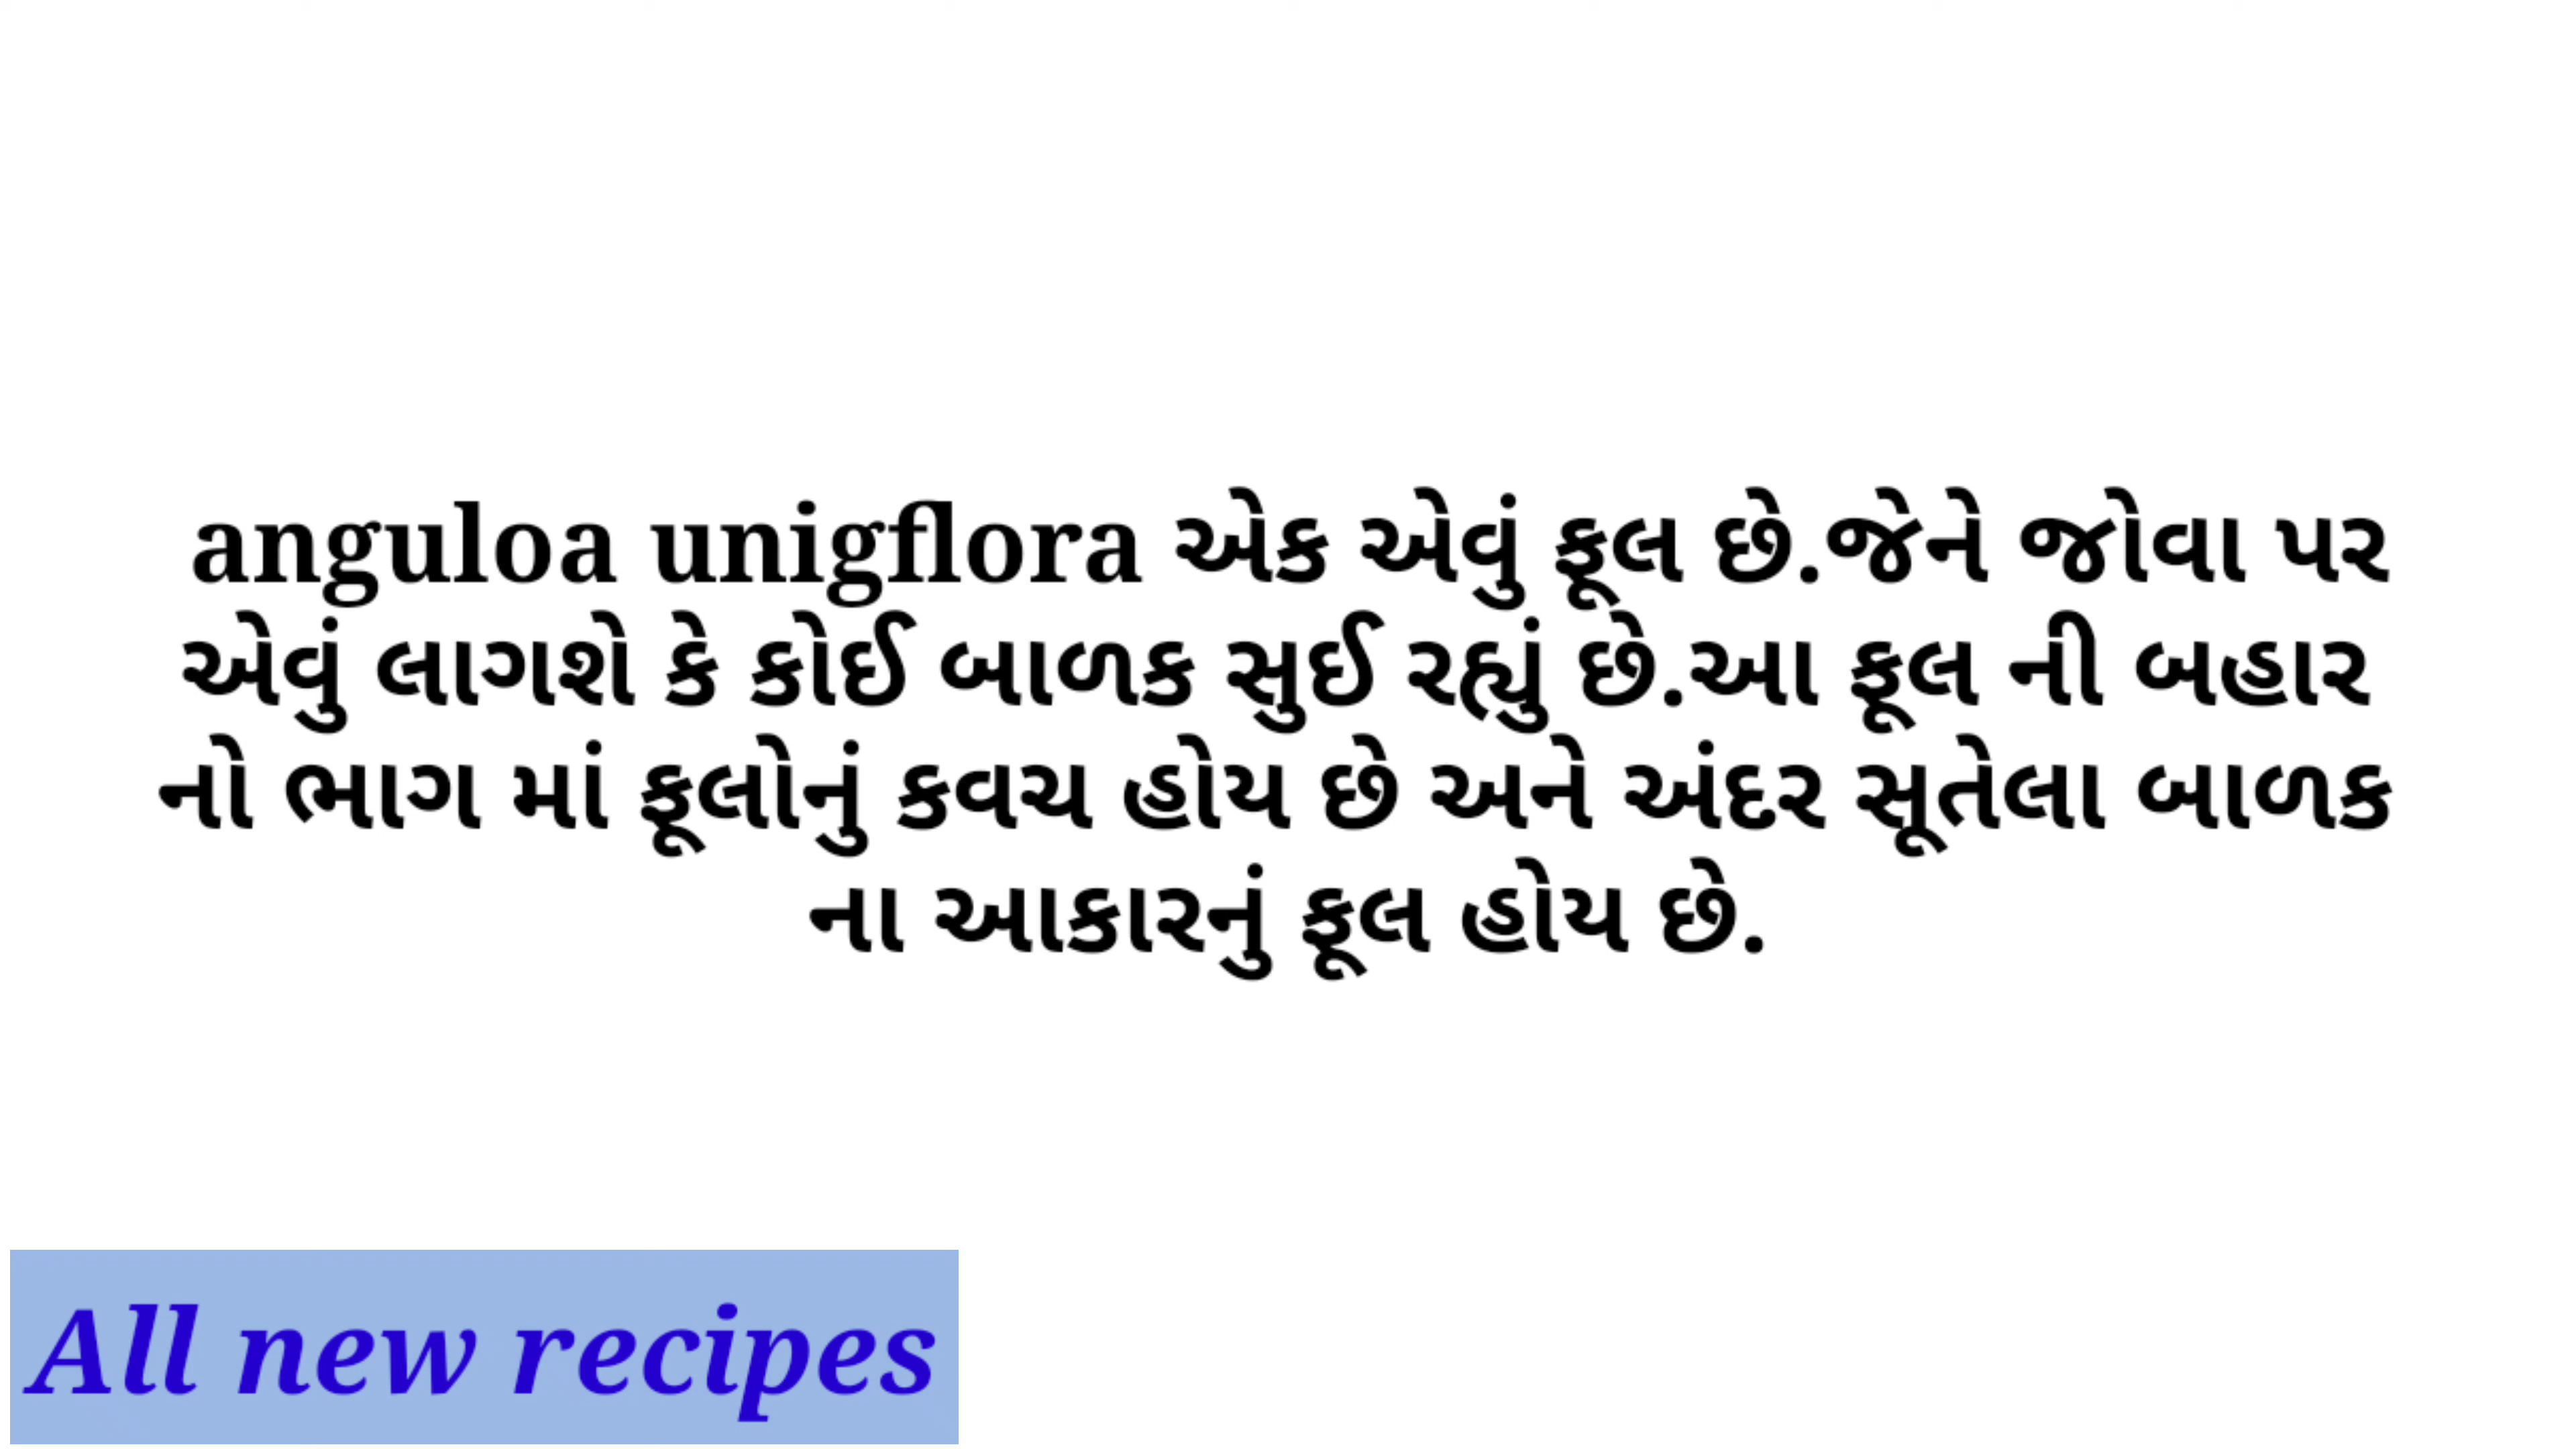 anguloa unigflora એક એવું ફૂલ છે.જેને જોવા પર
એવું લાગશે કે કોઈ બાળક સુઈ રહ્યું છે.આ ફૂલ ની બહાર
નો ભાગ માં ફૂલોનું કવચ હોય છે અને અંદર સૂતેલા બાળક
ના આકારનું ફૂલ હોય છે.
All new recipes